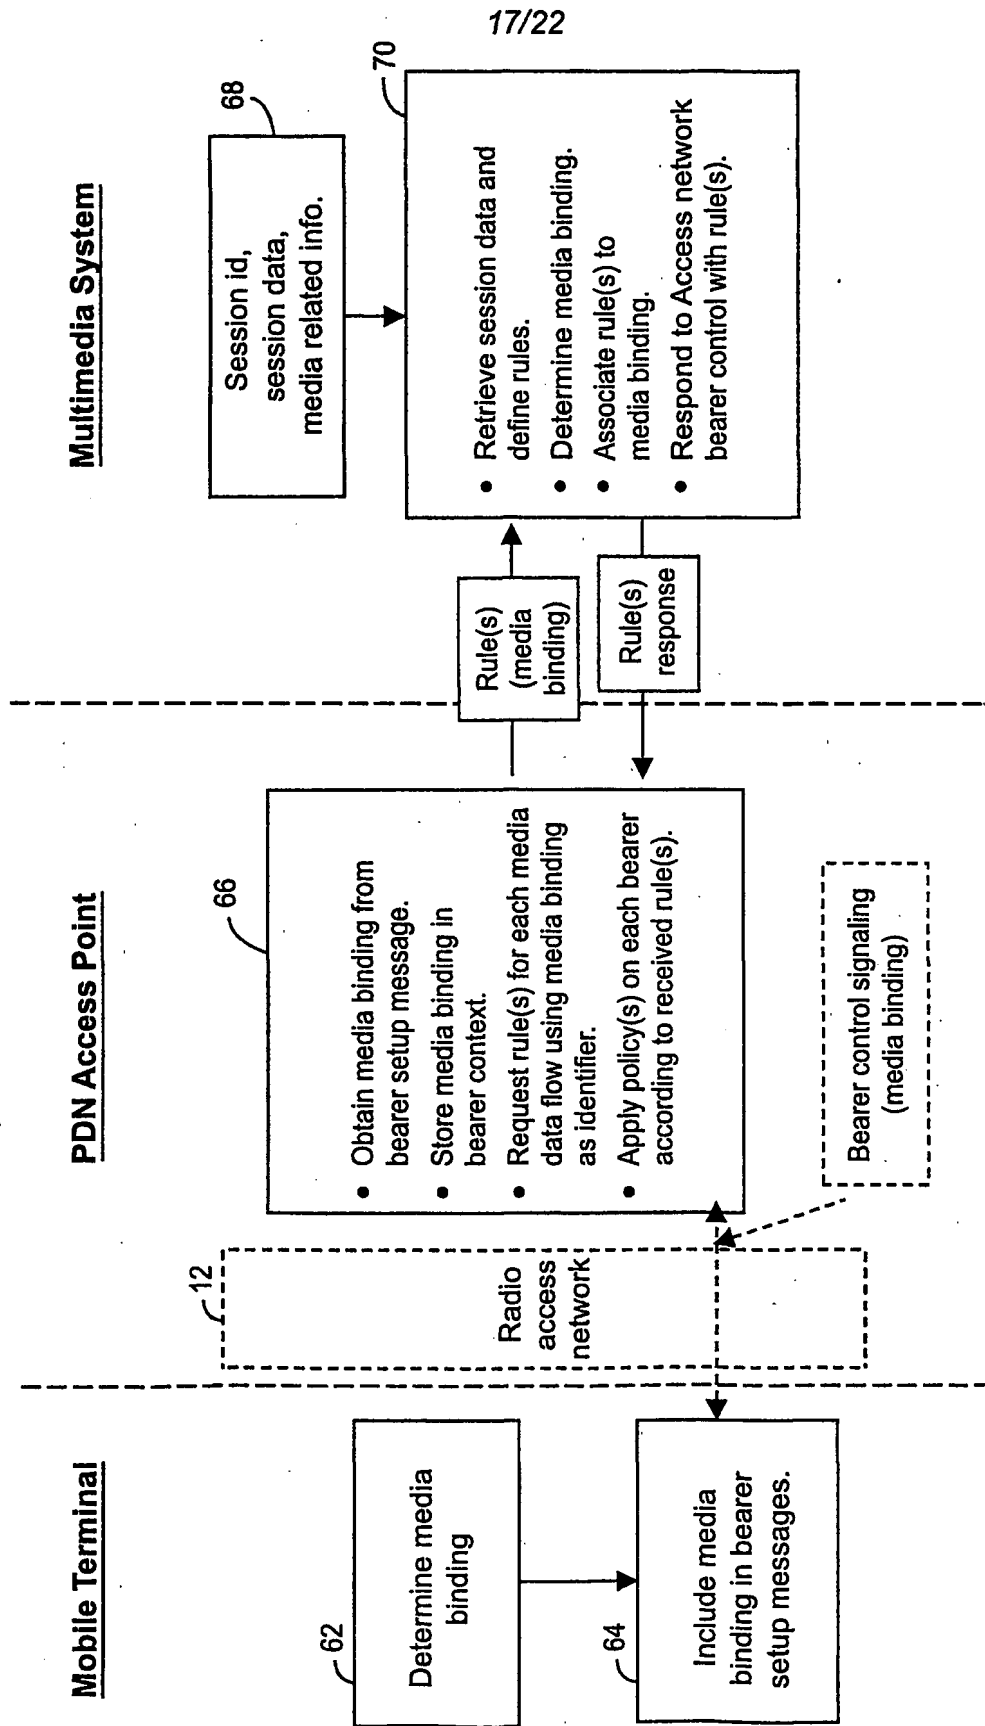 17/22
Mobile Terminal
PDN Access Point
Multimedia System
62
Determine media
binding
64
Include media
binding in bearer
setup messages.
12
Radio
access
network
66
• Obtain media binding from
bearer setup message.
• Store media binding in
bearer context.
• Request rule(s) for each media
data flow using media binding
as identifier.
• Apply policy(s) on each bearer
according to received rule(s).
Bearer control signaling
(media binding)
Rule(s)
(media
binding)
Rule(s)
response
68
Session id,
session data,
media related info.
70
• Retrieve session data and
define rules.
• Determine media binding.
• Associate rule(s) to
media binding.
• Respond to Access network
bearer control with rule(s).